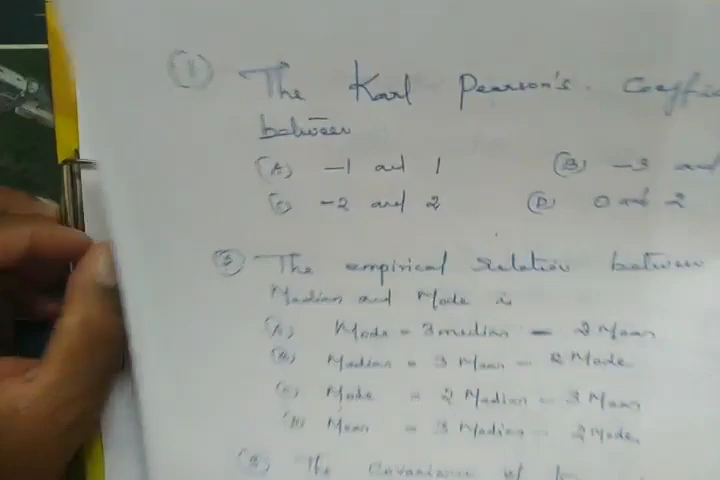 (1) The Karl Pearson's
between
(A) -1 and 1 (B) -3 and
(C) -2 and 2 (D) 0 and 2
(2) The empirical relation between
Median and Mode is
(A) Mode = 3 median - 2 Mean
(B) Median = 3 Mean - 2 Mode
(C) Mode = 2 Median - 3 Mean
(D) Mean = 3 Median - 2 Mode
The Covariance of